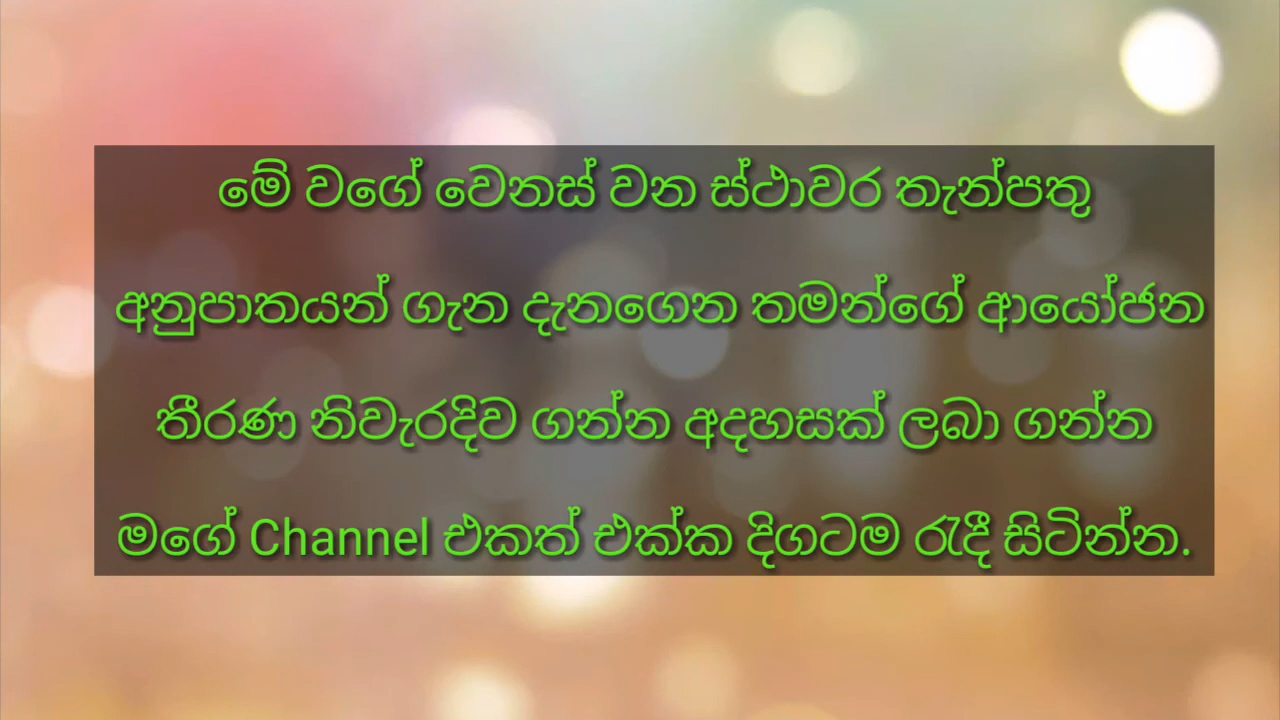 මේ වගේ වෙනස් වන ස්ථාවර තැන්පතු
අනුපාතයන් ගැන දැනගෙන තමන්ගේ ආයෝජන
තීරණ නිවැරදිව ගන්න අදහසක් ලබා ගන්න
මගේ Channel එකත් එක්ක දිගටම රැදී සිටින්න.